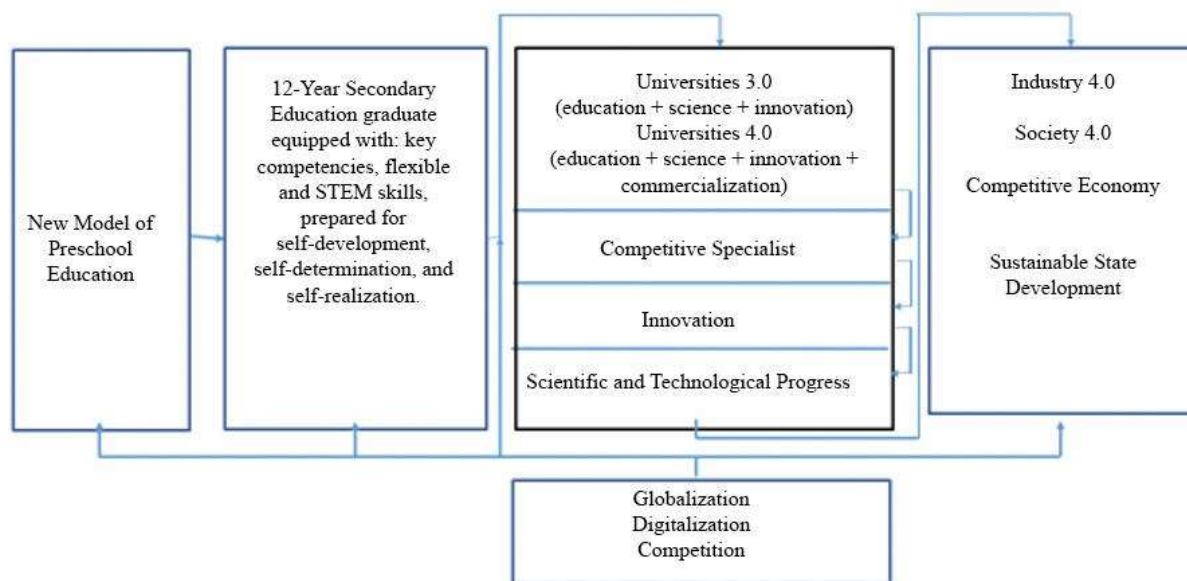 New Model of
Preschool
Education
12-Year Secondary
Education graduate
equipped with: key
competencies, flexible
and STEM skills,
prepared for
self-development,
self-determination, and
self-realization.
Universities 3.0
(education + science + innovation)
Universities 4.0
(education + science + innovation +
commercialization)
Competitive Specialist
Innovation
Scientific and Technological Progress
Industry 4.0
Society 4.0
Competitive Economy
Sustainable State
Development
Globalization
Digitalization
Competition